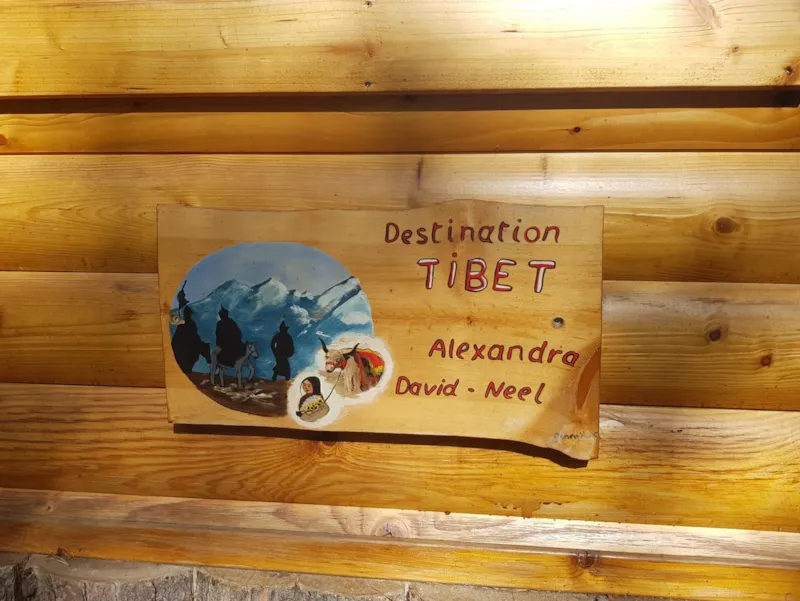 Destination
TiBET
Alexandra
David - Neel